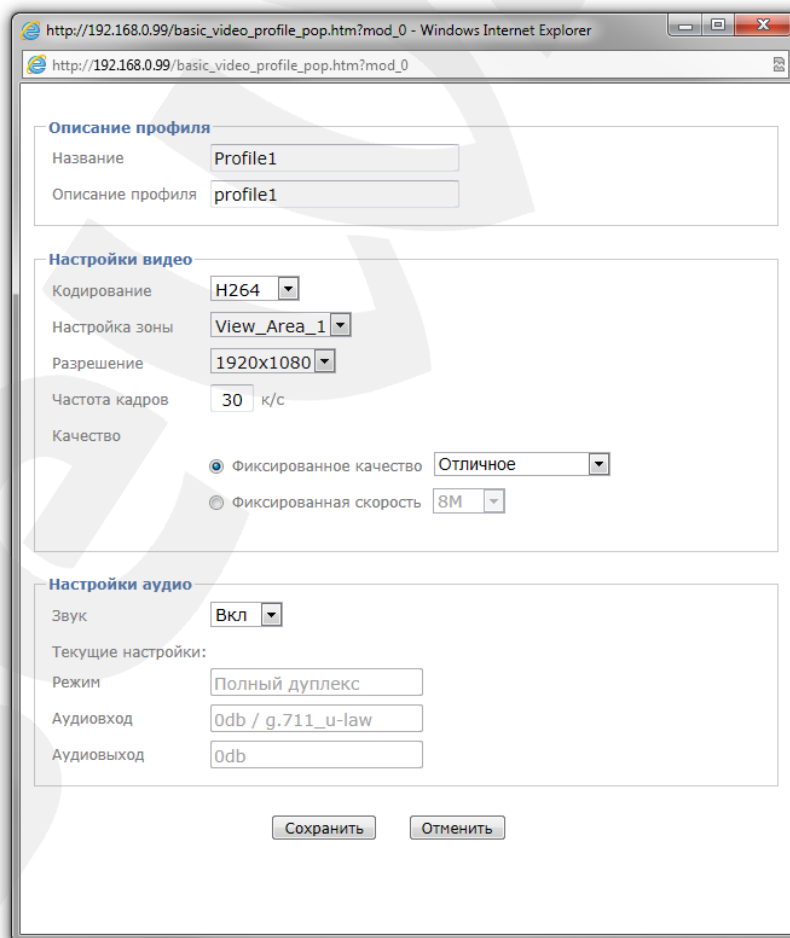 http://192.168.0.99/basic_video_profile_pop.htm?mod_0 - Windows Internet Explorer
http://192.168.0.99/basic_video_profile_pop.htm?mod_0
Описание профиля
Название Profile1
Описание профиля profile1
Настройки видео
Кодирование H264
Настройка зоны View_Area_1
Разрешение 1920x1080
Частота кадров 30 к/с
Качество
Фиксированное качество Отличное
Фиксированная скорость 8M
Настройки аудио
Звук Вкл
Текущие настройки:
Режим Полный дуплекс
Аудиовход 0db / g.711_u-law
Аудиовыход 0db
Сохранить Отменить